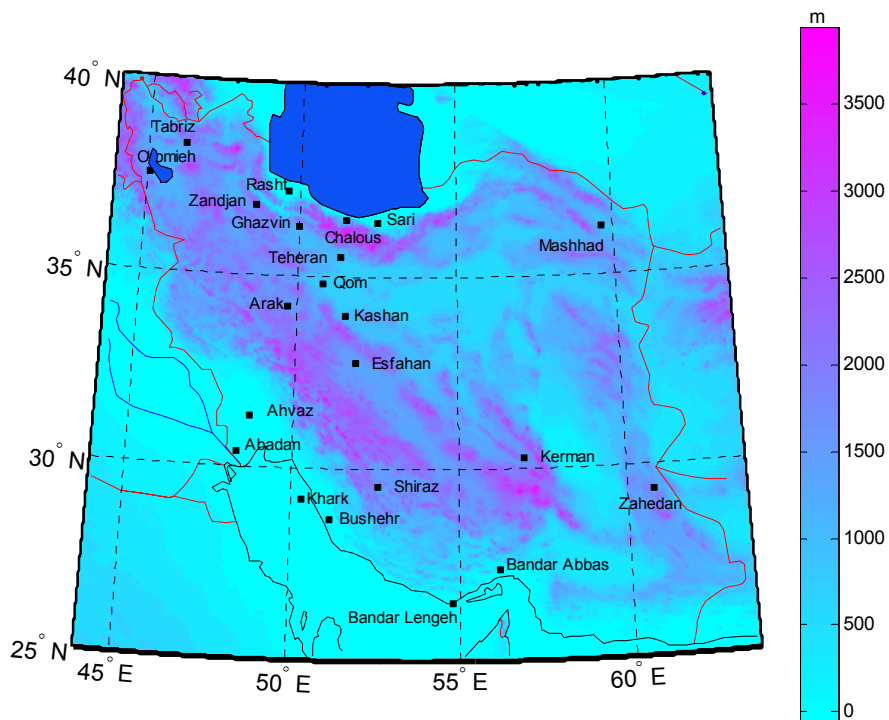 m
40° N
3500
Tabriz
Oromieh
3000
Rasht
Zandjan
Ghazvin
Sari
Chalous
Mashhad
35° N
Teheran
2500
Qom
Arak
Kashan
2000
Esfahan
Ahvaz
1500
30° N
Abadan
Kerman
Khark
Shiraz
Zahedan
Bushehr
1000
Bandar Abbas
Bandar Lengeh
500
25° N
45° E
50° E
55° E
60° E
0